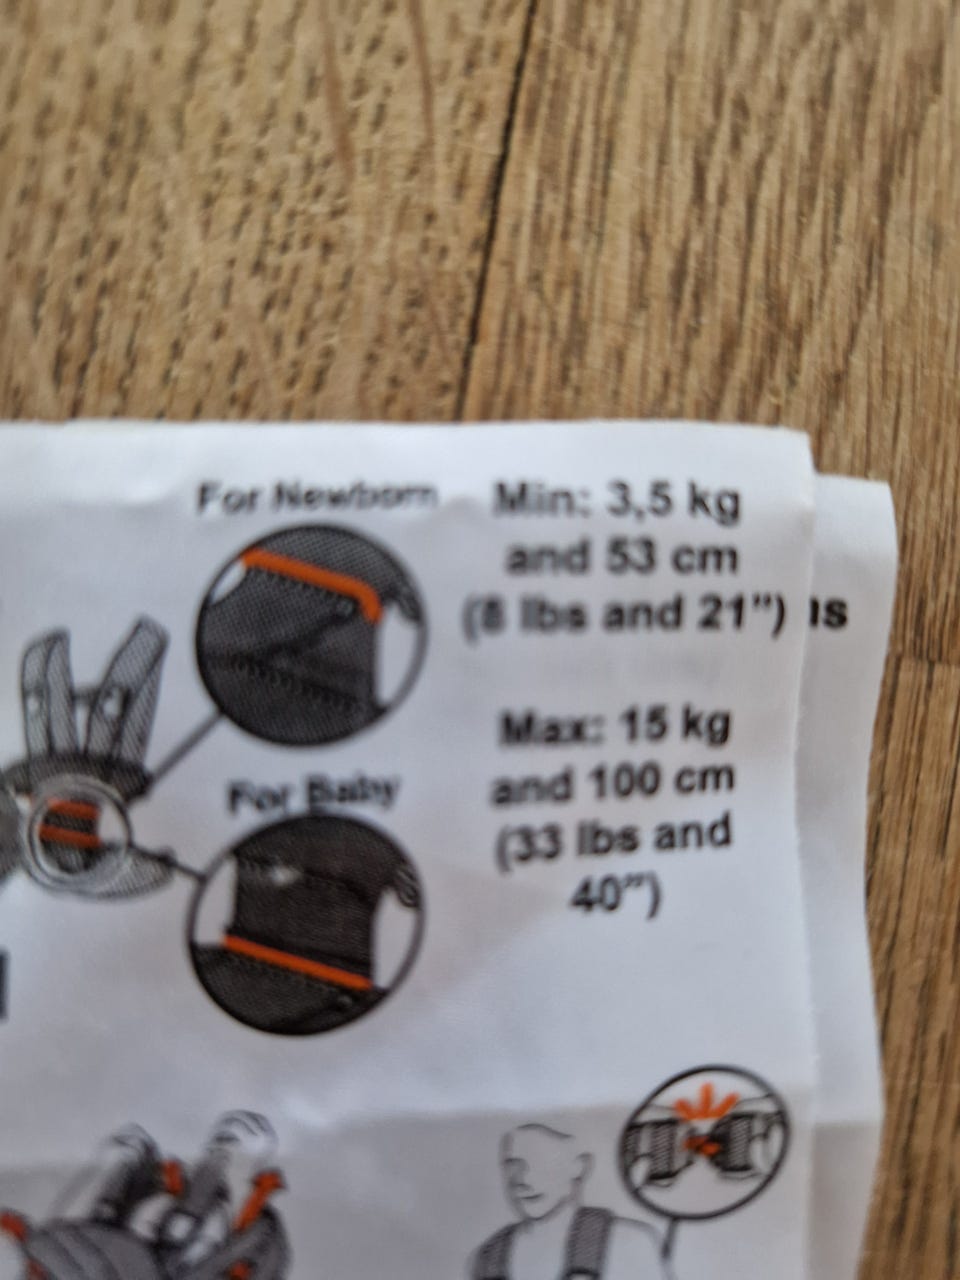 For Newborn
Min: 3,5 kg
and 53 cm
(8 lbs and 21”)
Max: 15 kg
and 100 cm
(33 lbs and
40”)
For Baby